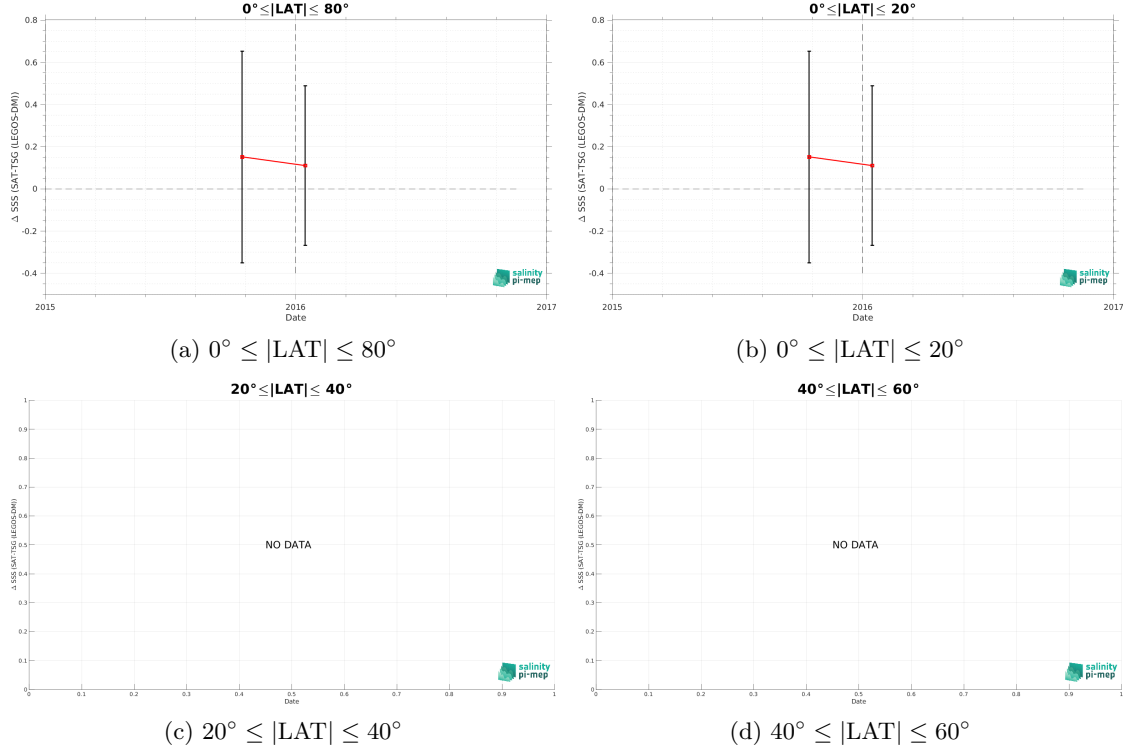 0°≤|LAT|≤ 80°
Δ SSS (SAT-TSG (LEGOS-DM))
0.8
0.6
0.4
0.2
0
-0.2
-0.4
2015
2016
2017
Date
salinity
pi-mep
(a) 0° ≤ |LAT| ≤ 80°
0°≤|LAT|≤ 20°
Δ SSS (SAT-TSG (LEGOS-DM))
0.8
0.6
0.4
0.2
0
-0.2
-0.4
2015
2016
2017
Date
salinity
pi-mep
(b) 0° ≤ |LAT| ≤ 20°
20°≤|LAT|≤ 40°
Δ SSS (SAT-TSG (LEGOS-DM))
1
0.9
0.8
0.7
0.6
0.5
0.4
0.3
0.2
0.1
0
NO DATA
0 0.1 0.2 0.3 0.4 0.5 0.6 0.7 0.8 0.9 1
Date
salinity
pi-mep
(c) 20° ≤ |LAT| ≤ 40°
40°≤|LAT|≤ 60°
Δ SSS (SAT-TSG (LEGOS-DM))
1
0.9
0.8
0.7
0.6
0.5
0.4
0.3
0.2
0.1
0
NO DATA
0 0.1 0.2 0.3 0.4 0.5 0.6 0.7 0.8 0.9 1
Date
salinity
pi-mep
(d) 40° ≤ |LAT| ≤ 60°